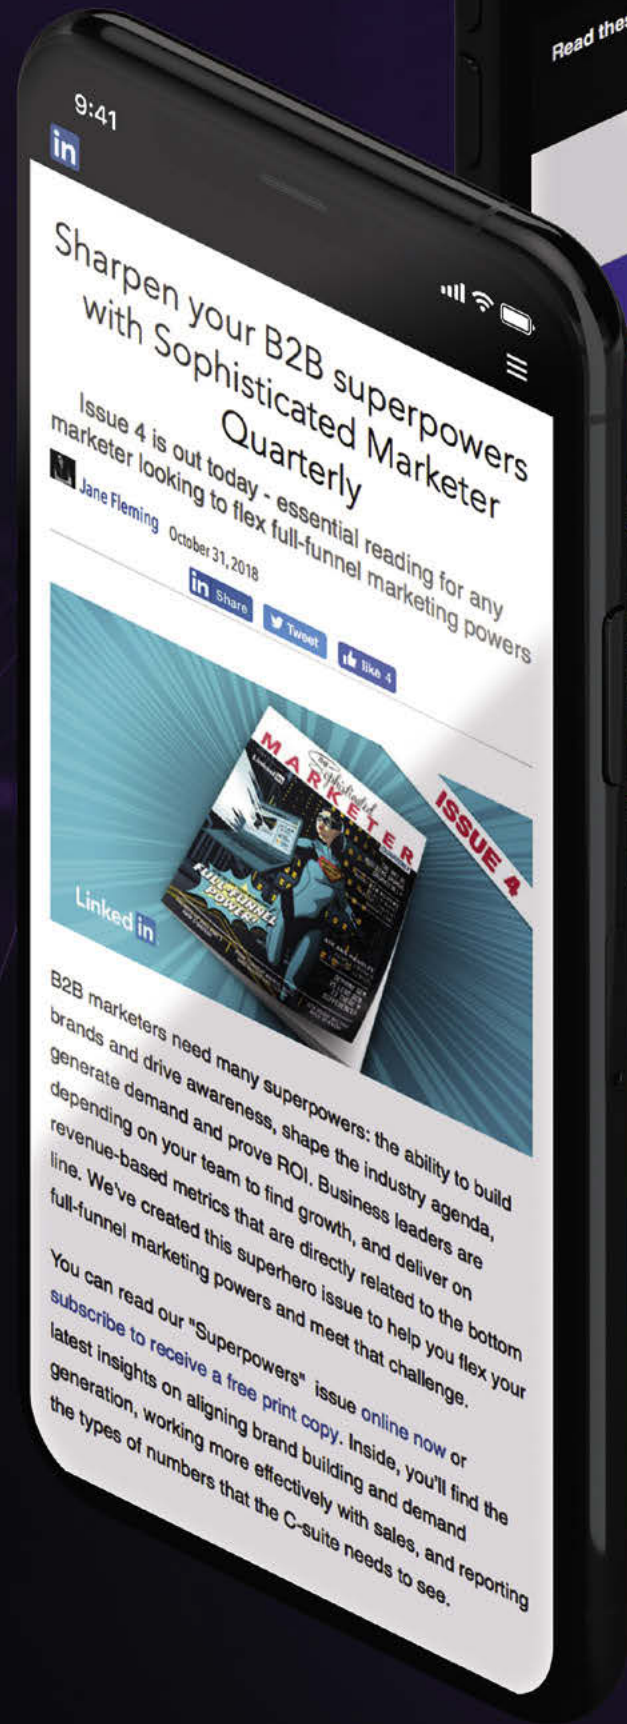 Read thes
9:41
in
Sharpen your B2B superpowers
with Sophisticated Marketer
Quarterly
Issue 4 is out today - essential reading for any
marketer looking to flex full-funnel marketing powers
Jane Fleming October 31, 2018
in Share Tweet like 4
LinkedIn
The Sophisticated
MARKETER
ISSUE 4
FULL-FUNNEL
POWER!
Linkedin
B2B marketers need many superpowers: the ability to build
brands and drive awareness, shape the industry agenda,
generate demand and prove ROI. Business leaders are
depending on your team to find growth, and deliver on
revenue-based metrics that are directly related to the bottom
line. We've created this superhero issue to help you flex your
full-funnel marketing powers and meet that challenge.
You can read our "Superpowers" issue online now or
subscribe to receive a free print copy. Inside, you'll find the
latest insights on aligning brand building and demand
generation, working more effectively with sales, and reporting
the types of numbers that the C-suite needs to see.